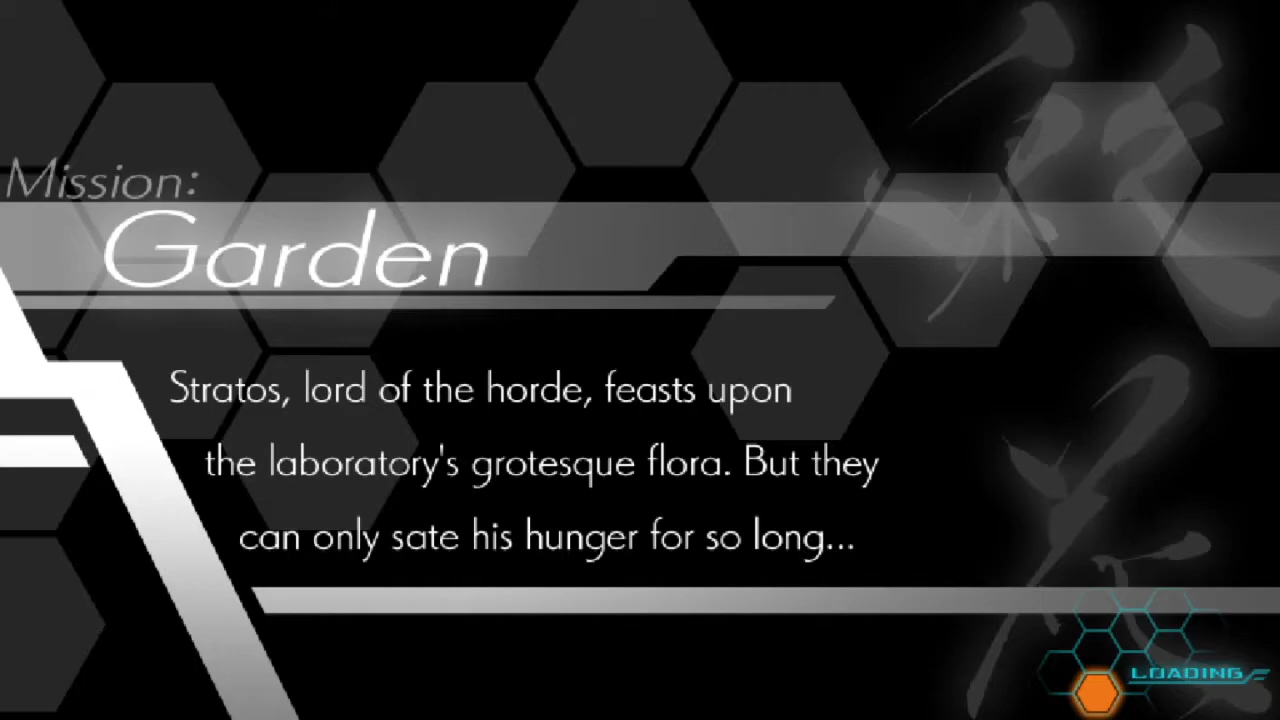 Mission:
Garden
Stratos, lord of the horde, feasts upon
the laboratory's grotesque flora. But they
can only sate his hunger for so long...
LOADING